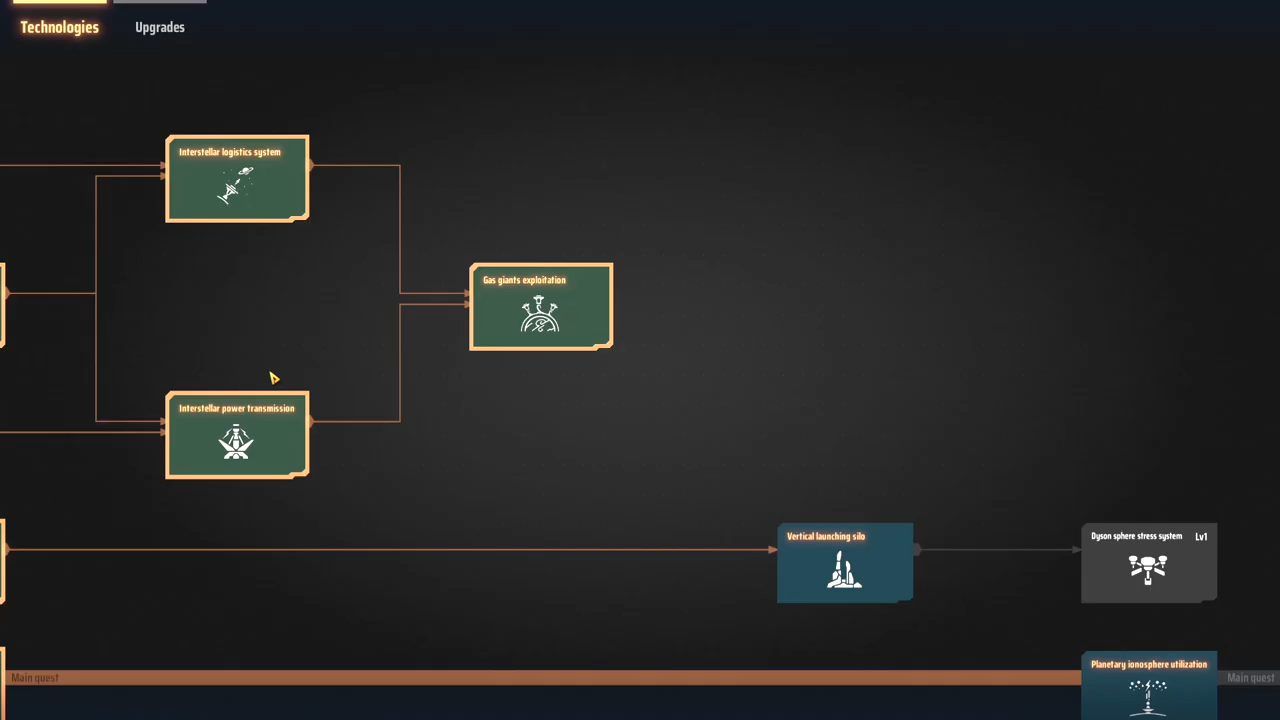 Technologies
Upgrades
Interstellar logistics system
Gas giants exploitation
Interstellar power transmission
Vertical launching silo
Dyson sphere stress system Lv1
Planetary ionosphere utilization
Main quest
Main quest